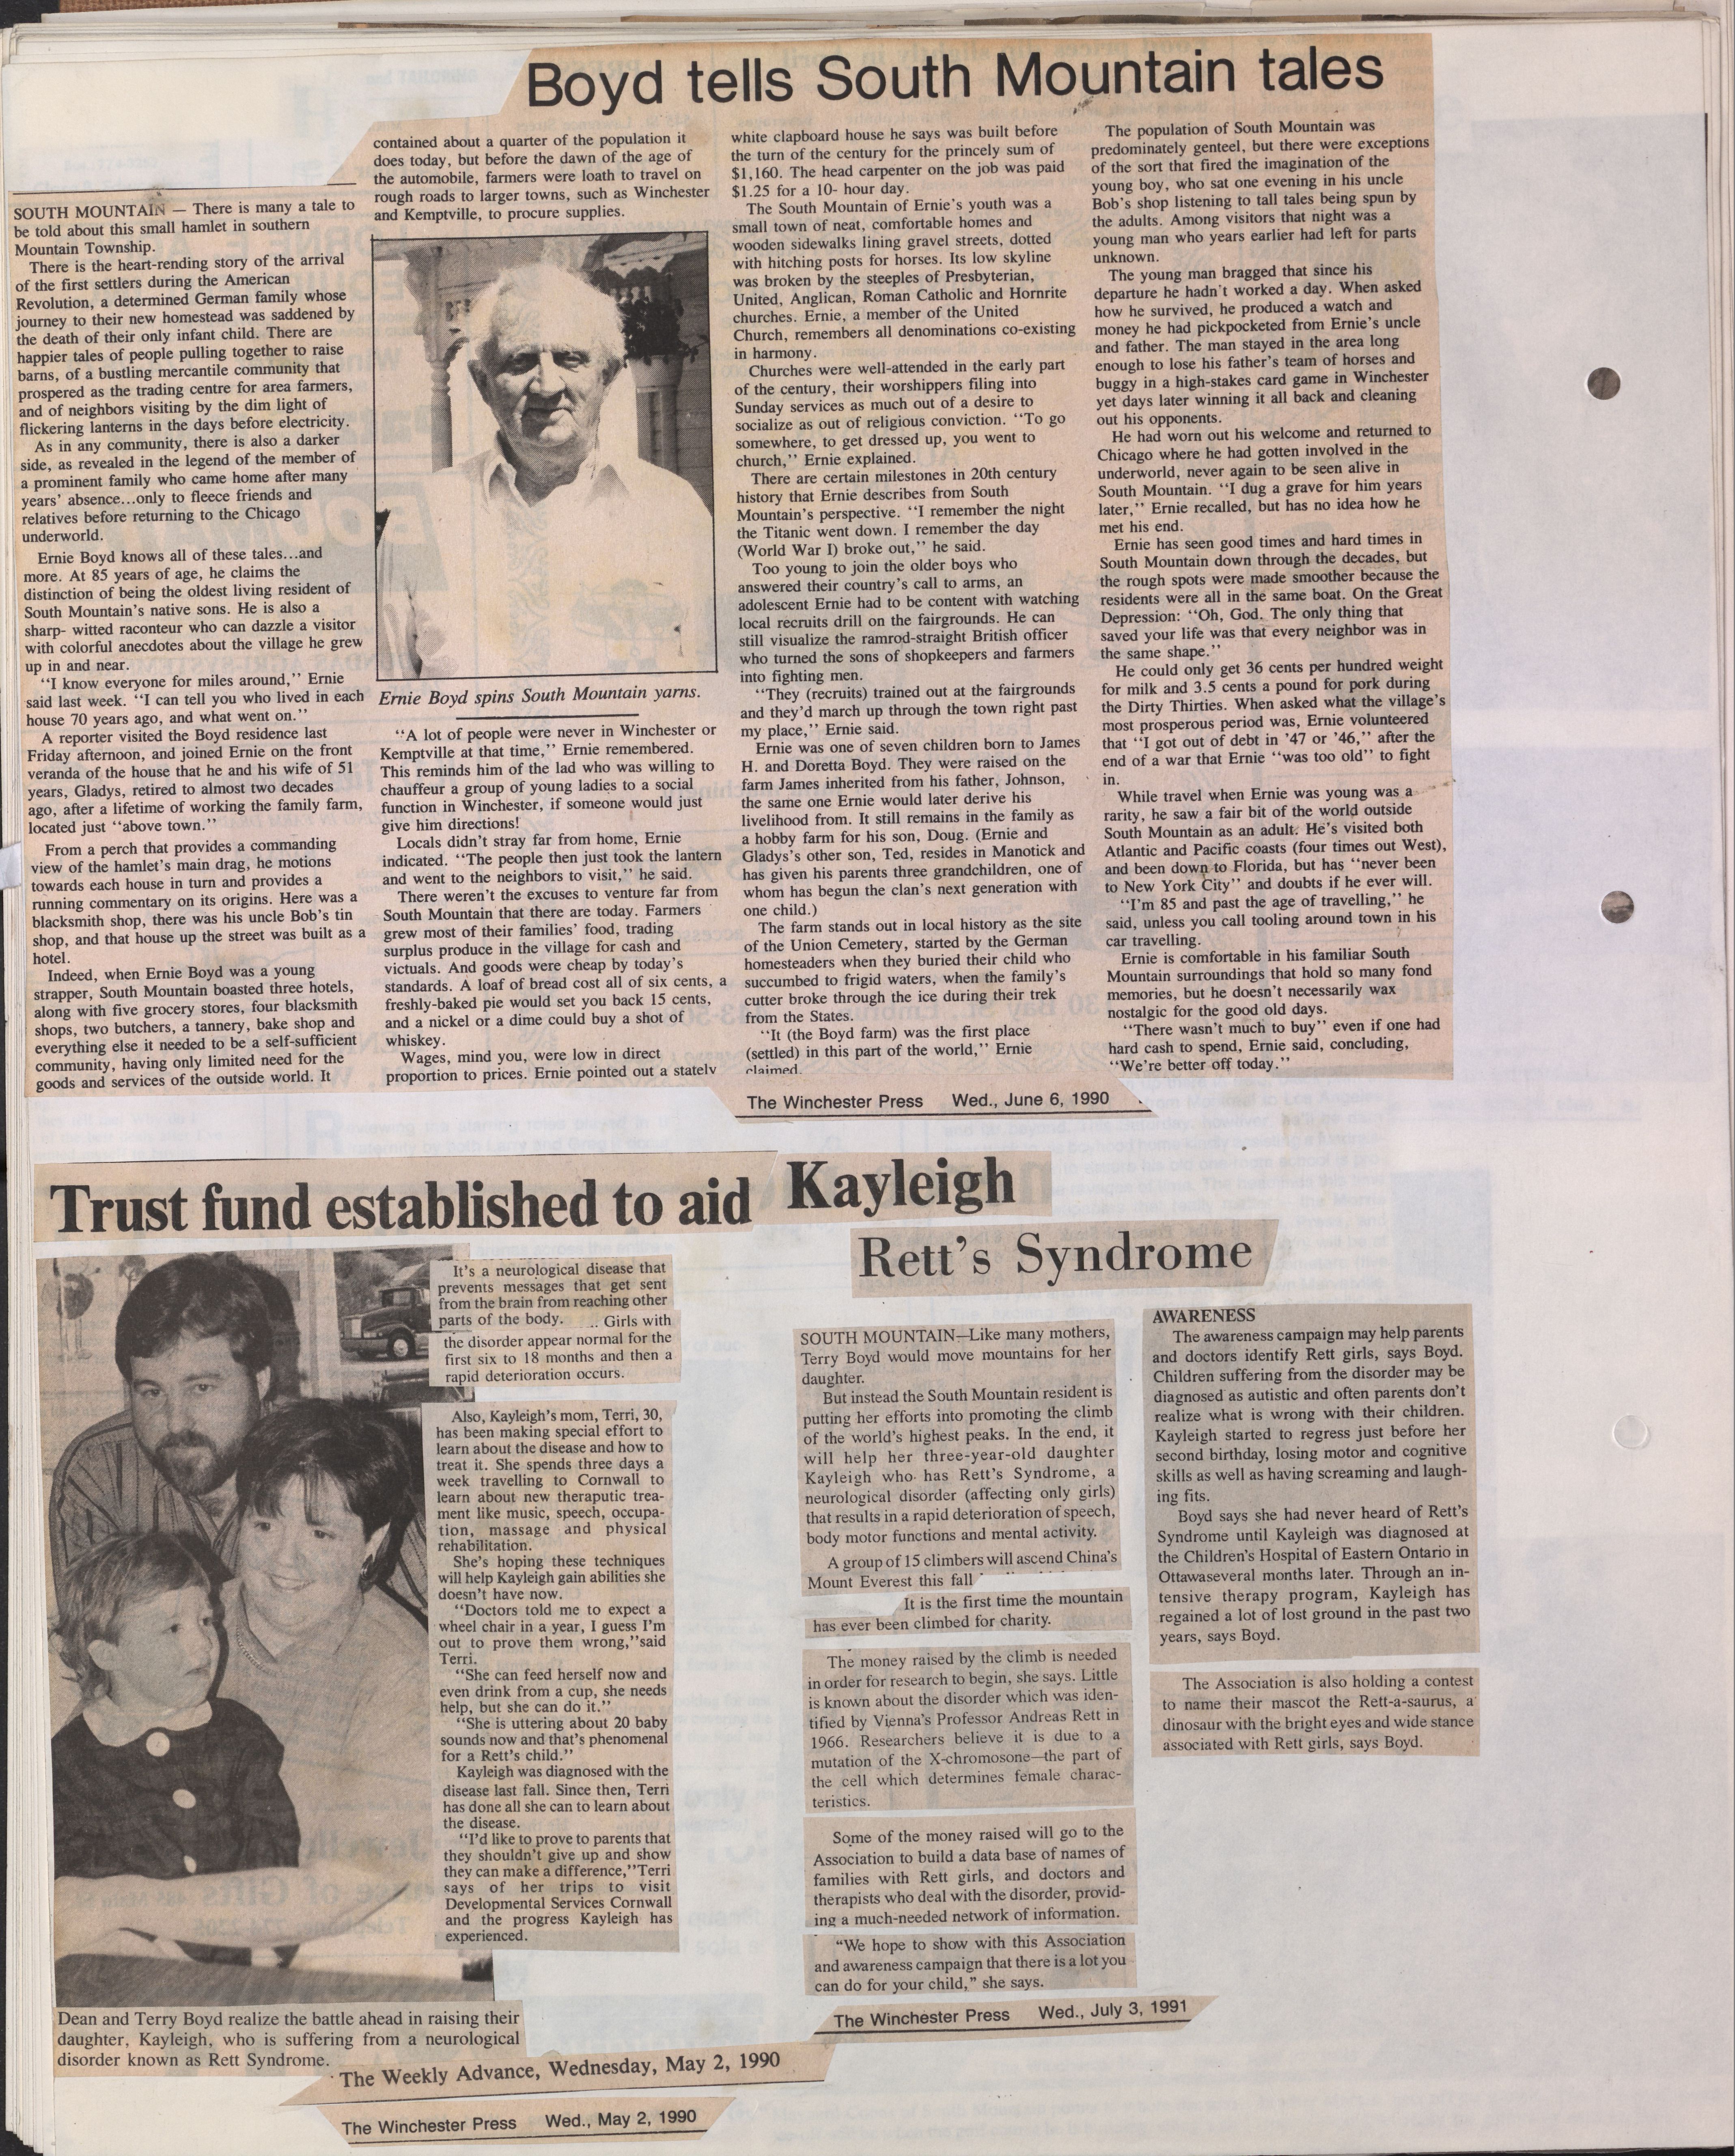 Boyd tells South Mountain tales
SOUTH MOUNTAIN — There is many a tale to
be told about this small hamlet in southern
Mountain Township.
There is the heart-rending story of the arrival
of the first settlers during the American
Revolution, a determined German family whose
journey to their new homestead was saddened by
the death of their only infant child. There are
happier tales of people pulling together to raise
barns, of a bustling mercantile community that
prospered as the trading centre for area farmers,
and of neighbors visiting by the dim light of
flickering lanterns in the days before electricity.
As in any community, there is also a darker
side, as revealed in the legend of the member of
a prominent family who came home after many
years' absence...only to fleece friends and
relatives before returning to the Chicago
underworld.
Ernie Boyd knows all of these tales...and
more. At 85 years of age, he claims the
distinction of being the oldest living resident of
South Mountain's native sons. He is also a
sharp- witted raconteur who can dazzle a visitor
with colorful anecdotes about the village he grew
up in and near.
"I know everyone for miles around," Ernie
said last week. "I can tell you who lived in each
house 70 years ago, and what went on."
A reporter visited the Boyd residence last
Friday afternoon, and joined Ernie on the front
veranda of the house that he and his wife of 51
years, Gladys, retired to almost two decades
ago, after a lifetime of working the family farm,
located just "above town."
From a perch that provides a commanding
view of the hamlet's main drag, he motions
towards each house in turn and provides a
running commentary on its origins. Here was a
blacksmith shop, there was his uncle Bob's tin
shop, and that house up the street was built as a
hotel.
Indeed, when Ernie Boyd was a young
strapper, South Mountain boasted three hotels,
along with five grocery stores, four blacksmith
shops, two butchers, a tannery, bake shop and
everything else it needed to be a self-sufficient
community, having only limited need for the
goods and services of the outside world. It
contained about a quarter of the population it
does today, but before the dawn of the age of
the automobile, farmers were loath to travel on
rough roads to larger towns, such as Winchester
and Kemptville, to procure supplies.
Ernie Boyd spins South Mountain yarns.
"A lot of people were never in Winchester or
Kemptville at that time," Ernie remembered.
This reminds him of the lad who was willing to
chauffeur a group of young ladies to a social
function in Winchester, if someone would just
give him directions!
Locals didn't stray far from home, Ernie
indicated. "The people then just took the lantern
and went to the neighbors to visit," he said.
There weren't the excuses to venture far from
South Mountain that there are today. Farmers
grew most of their families' food, trading
surplus produce in the village for cash and
victuals. And goods were cheap by today's
standards. A loaf of bread cost all of six cents, a
freshly-baked pie would set you back 15 cents,
and a nickel or a dime could buy a shot of
whiskey.
Wages, mind you, were low in direct
proportion to prices. Ernie pointed out a stately
white clapboard house he says was built before
the turn of the century for the princely sum of
$1,160. The head carpenter on the job was paid
$1.25 for a 10- hour day.
The South Mountain of Ernie's youth was a
small town of neat, comfortable homes and
wooden sidewalks lining gravel streets, dotted
with hitching posts for horses. Its low skyline
was broken by the steeples of Presbyterian,
United, Anglican, Roman Catholic and Hornrite
churches. Ernie, a member of the United
Church, remembers all denominations co-existing
in harmony.
Churches were well-attended in the early part
of the century, their worshippers filing into
Sunday services as much out of a desire to
socialize as out of religious conviction. "To go
somewhere, to get dressed up, you went to
church," Ernie explained.
There are certain milestones in 20th century
history that Ernie describes from South
Mountain's perspective. "I remember the night
the Titanic went down. I remember the day
(World War I) broke out," he said.
Too young to join the older boys who
answered their country's call to arms, an
adolescent Ernie had to be content with watching
local recruits drill on the fairgrounds. He can
still visualize the ramrod-straight British officer
who turned the sons of shopkeepers and farmers
into fighting men.
"They (recruits) trained out at the fairgrounds
and they'd march up through the town right past
my place," Ernie said.
Ernie was one of seven children born to James
H. and Doretta Boyd. They were raised on the
farm James inherited from his father, Johnson,
the same one Ernie would later derive his
livelihood from. It still remains in the family as
a hobby farm for his son, Doug. (Ernie and
Gladys's other son, Ted, resides in Manotick and
has given his parents three grandchildren, one of
whom has begun the clan's next generation with
one child.)
The farm stands out in local history as the site
of the Union Cemetery, started by the German
homesteaders when they buried their child who
succumbed to frigid waters, when the family's
cutter broke through the ice during their trek
from the States.
"It (the Boyd farm) was the first place
(settled) in this part of the world," Ernie
claimed.
The population of South Mountain was
predominately genteel, but there were exceptions
of the sort that fired the imagination of the
young boy, who sat one evening in his uncle
Bob's shop listening to tall tales being spun by
the adults. Among visitors that night was a
young man who years earlier had left for parts
unknown.
The young man bragged that since his
departure he hadn't worked a day. When asked
how he survived, he produced a watch and
money he had pickpocketed from Ernie's uncle
and father. The man stayed in the area long
enough to lose his father's team of horses and
buggy in a high-stakes card game in Winchester
yet days later winning it all back and cleaning
out his opponents.
He had worn out his welcome and returned to
Chicago where he had gotten involved in the
underworld, never again to be seen alive in
South Mountain. "I dug a grave for him years
later," Ernie recalled, but has no idea how he
met his end.
Ernie has seen good times and hard times in
South Mountain down through the decades, but
the rough spots were made smoother because the
residents were all in the same boat. On the Great
Depression: "Oh, God. The only thing that
saved your life was that every neighbor was in
the same shape."
He could only get 36 cents per hundred weight
for milk and 3.5 cents a pound for pork during
the Dirty Thirties. When asked what the village's
most prosperous period was, Ernie volunteered
that "I got out of debt in '47 or '46," after the
end of a war that Ernie "was too old" to fight
in.
While travel when Ernie was young was a
rarity, he saw a fair bit of the world outside
South Mountain as an adult. He's visited both
Atlantic and Pacific coasts (four times out West),
and been down to Florida, but has "never been
to New York City" and doubts if he ever will.
"I'm 85 and past the age of travelling," he
said, unless you call tooling around town in his
car travelling.
Ernie is comfortable in his familiar South
Mountain surroundings that hold so many fond
memories, but he doesn't necessarily wax
nostalgic for the good old days.
"There wasn't much to buy" even if one had
hard cash to spend, Ernie said, concluding,
"We're better off today."
The Winchester Press Wed., June 6, 1990
Trust fund established to aid Kayleigh
It's a neurological disease that
prevents messages that get sent
from the brain from reaching other
parts of the body. .. Girls with
the disorder appear normal for the
first six to 18 months and then a
rapid deterioration occurs.
Also, Kayleigh's mom, Terri, 30,
has been making special effort to
learn about the disease and how to
treat it. She spends three days a
week travelling to Cornwall to
learn about new theraputic trea-
ment like music, speech, occupa-
tion, massage and physical
rehabilitation.
She's hoping these techniques
will help Kayleigh gain abilities she
doesn't have now.
"Doctors told me to expect a
wheel chair in a year, I guess I'm
out to prove them wrong,"said
Terri.
"She can feed herself now and
even drink from a cup, she needs
help, but she can do it."
"She is uttering about 20 baby
sounds now and that's phenomenal
for a Rett's child."
Kayleigh was diagnosed with the
disease last fall. Since then, Terri
has done all she can to learn about
the disease.
"I'd like to prove to parents that
they shouldn't give up and show
they can make a difference,"Terri
says of her trips to visit
Developmental Services Cornwall
and the progress Kayleigh has
experienced.
Dean and Terry Boyd realize the battle ahead in raising their
daughter, Kayleigh, who is suffering from a neurological
disorder known as Rett Syndrome.
The Weekly Advance, Wednesday, May 2, 1990
The Winchester Press Wed., May 2, 1990
Rett's Syndrome
SOUTH MOUNTAIN—Like many mothers,
Terry Boyd would move mountains for her
daughter.
But instead the South Mountain resident is
putting her efforts into promoting the climb
of the world's highest peaks. In the end, it
will help her three-year-old daughter
Kayleigh who has Rett's Syndrome, a
neurological disorder (affecting only girls)
that results in a rapid deterioration of speech,
body motor functions and mental activity.
A group of 15 climbers will ascend China's
Mount Everest this fall
It is the first time the mountain
has ever been climbed for charity.
The money raised by the climb is needed
in order for research to begin, she says. Little
is known about the disorder which was iden-
tified by Vienna's Professor Andreas Rett in
1966. Researchers believe it is due to a
mutation of the X-chromosone—the part of
the cell which determines female charac-
teristics.
Some of the money raised will go to the
Association to build a data base of names of
families with Rett girls, and doctors and
therapists who deal with the disorder, provid-
ing a much-needed network of information.
"We hope to show with this Association
and awareness campaign that there is a lot you
can do for your child," she says.
The Winchester Press Wed., July 3, 1991
AWARENESS
The awareness campaign may help parents
and doctors identify Rett girls, says Boyd.
Children suffering from the disorder may be
diagnosed as autistic and often parents don't
realize what is wrong with their children.
Kayleigh started to regress just before her
second birthday, losing motor and cognitive
skills as well as having screaming and laugh-
ing fits.
Boyd says she had never heard of Rett's
Syndrome until Kayleigh was diagnosed at
the Children's Hospital of Eastern Ontario in
Ottawaseveral months later. Through an in-
tensive therapy program, Kayleigh has
regained a lot of lost ground in the past two
years, says Boyd.
The Association is also holding a contest
to name their mascot the Rett-a-saurus, a
dinosaur with the bright eyes and wide stance
associated with Rett girls, says Boyd.